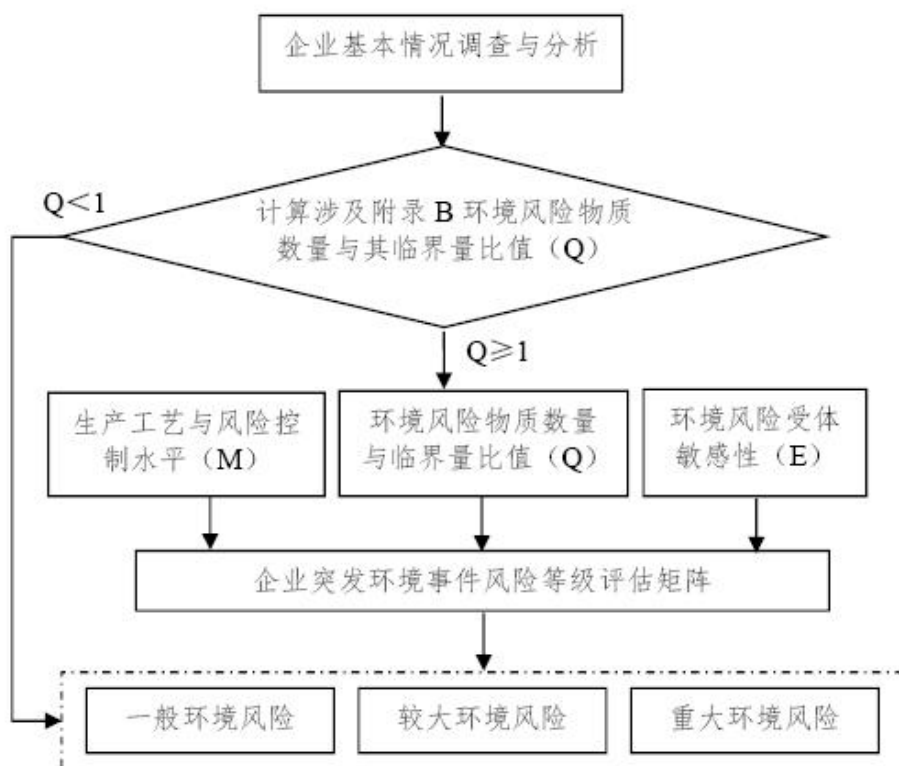 企业基本情况调查与分析
Q＜1
计算涉及附录 B 环境风险物质
数量与其临界量比值（Q）
Q≥1
生产工艺与风险控
制水平（M）
环境风险物质数量
与临界量比值（Q）
环境风险受体
敏感性（E）
企业突发环境事件风险等级评估矩阵
一般环境风险
较大环境风险
重大环境风险